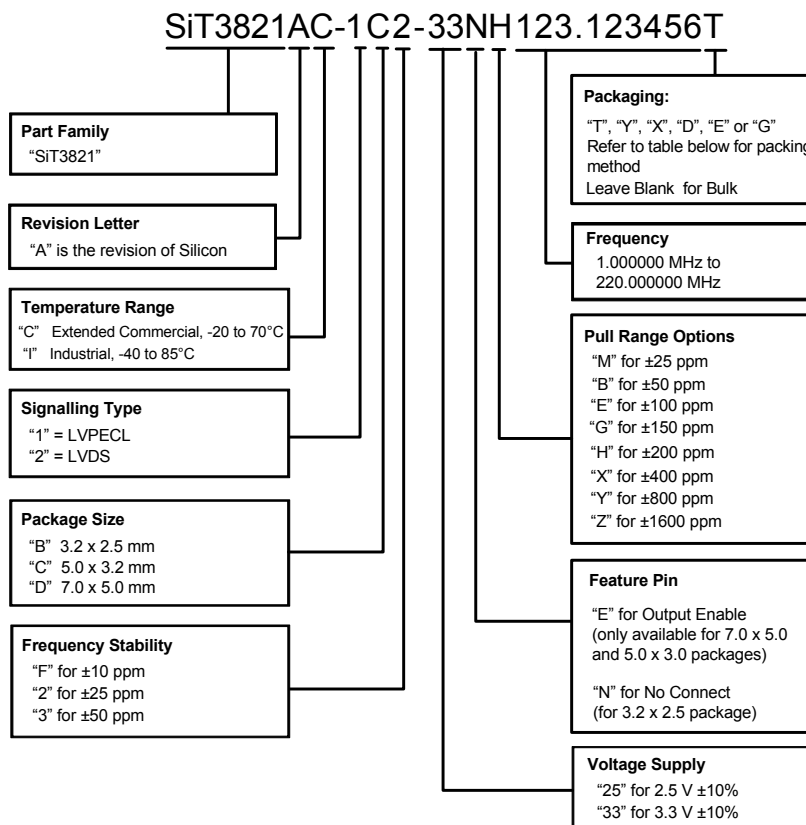 SiT3821AC-1C2-33NH123.123456T
Part Family
“SiT3821”
Revision Letter
“A” is the revision of Silicon
Temperature Range
“C” Extended Commercial, -20 to 70°C
“I” Industrial, -40 to 85°C
Signalling Type
“1” = LVPECL
“2” = LVDS
Package Size
“B” 3.2 x 2.5 mm
“C” 5.0 x 3.2 mm
“D” 7.0 x 5.0 mm
Frequency Stability
“F” for ±10 ppm
“2” for ±25 ppm
“3” for ±50 ppm
Packaging:
“T”, “Y”, “X”, “D”, “E” or “G”
Refer to table below for packing
method
Leave Blank for Bulk
Frequency
1.000000 MHz to
220.000000 MHz
Pull Range Options
“M” for ±25 ppm
“B” for ±50 ppm
“E” for ±100 ppm
“G” for ±150 ppm
“H” for ±200 ppm
“X” for ±400 ppm
“Y” for ±800 ppm
“Z” for ±1600 ppm
Feature Pin
“E” for Output Enable
(only available for 7.0 x 5.0
and 5.0 x 3.0 packages)
“N” for No Connect
(for 3.2 x 2.5 package)
Voltage Supply
“25” for 2.5 V ±10%
“33” for 3.3 V ±10%